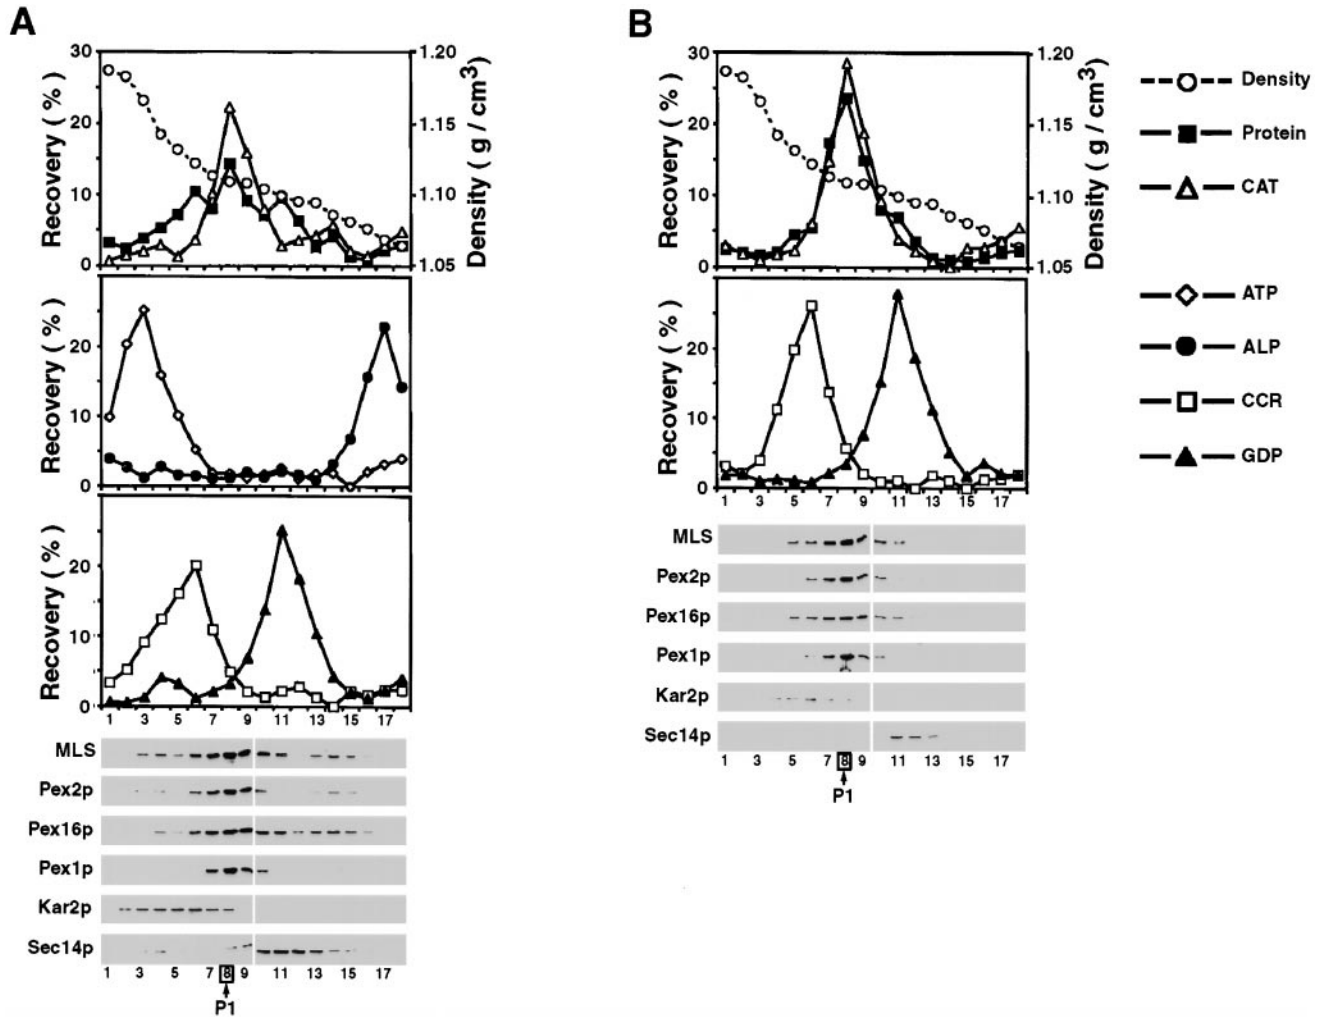 A
30
20
10
0
Recovery ( % )
1.20
1.15
1.10
1.05
Density ( g / cm3)
20
10
0
Recovery ( % )
20
10
0
Recovery ( % )
1 3 5 7 9 11 13 15 17
MLS
Pex2p
Pex16p
Pex1p
Kar2p
Sec14p
1 3 5 7 8 9 11 13 15 17
P1
B
30
20
10
0
Recovery ( % )
1.20
1.15
1.10
1.05
Density ( g / cm3)
20
10
0
Recovery ( % )
1 3 5 7 9 11 13 15 17
MLS
Pex2p
Pex16p
Pex1p
Kar2p
Sec14p
1 3 5 7 8 9 11 13 15 17
P1
Density
Protein
CAT
ATP
ALP
CCR
GDP